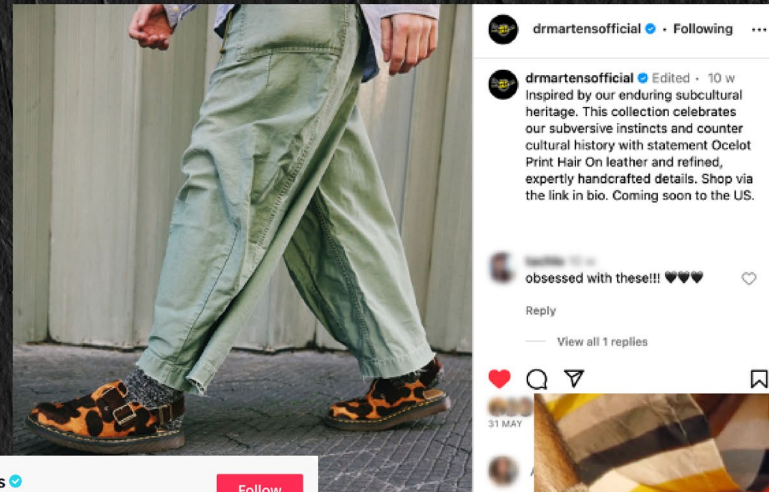 drmartensofficial • Following
drmartensofficial Edited · 10 w
Inspired by our enduring subcultural
heritage. This collection celebrates
our subversive instincts and counter
cultural history with statement Ocelot
Print Hair On leather and refined,
expertly handcrafted details. Shop via
the link in bio. Coming soon to the US.
obsessed with these!!! 🖤🖤🖤
Reply
View all 1 replies
31 MAY
s
Follow